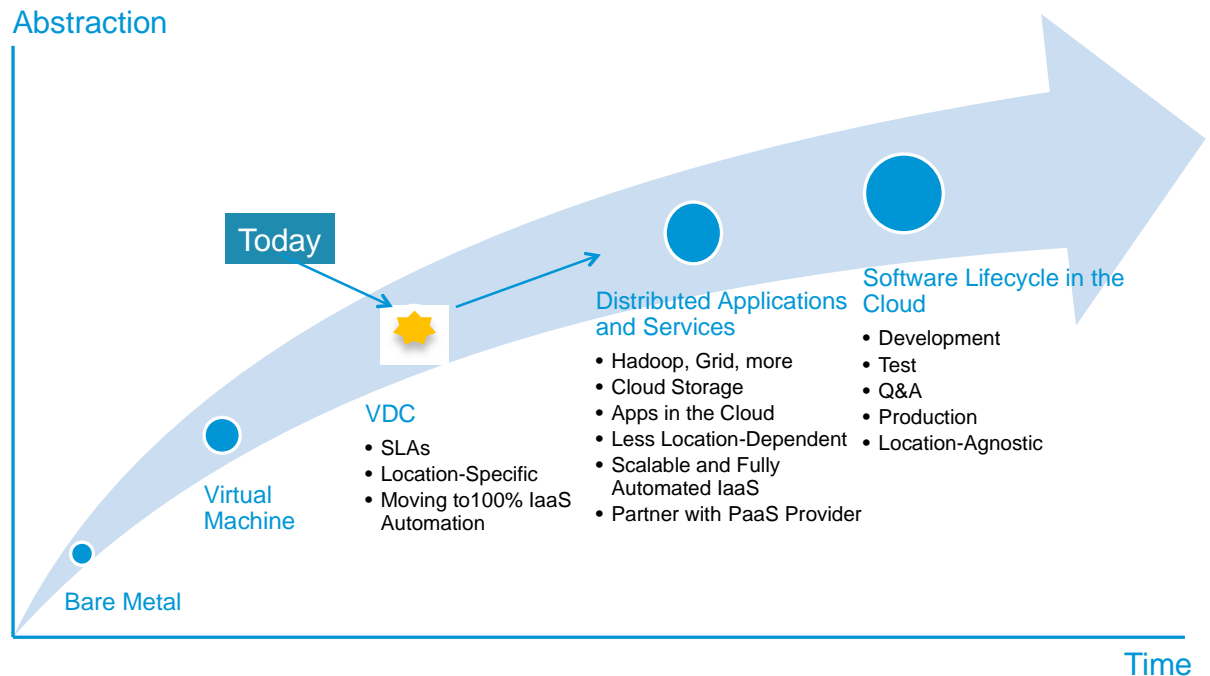 Abstraction
Today
Bare Metal
Virtual
Machine
VDC
• SLAs
• Location-Specific
• Moving to100% IaaS
Automation
Distributed Applications
and Services
• Hadoop, Grid, more
• Cloud Storage
• Apps in the Cloud
• Less Location-Dependent
• Scalable and Fully
Automated IaaS
• Partner with PaaS Provider
Software Lifecycle in the
Cloud
• Development
• Test
• Q&A
• Production
• Location-Agnostic
Time